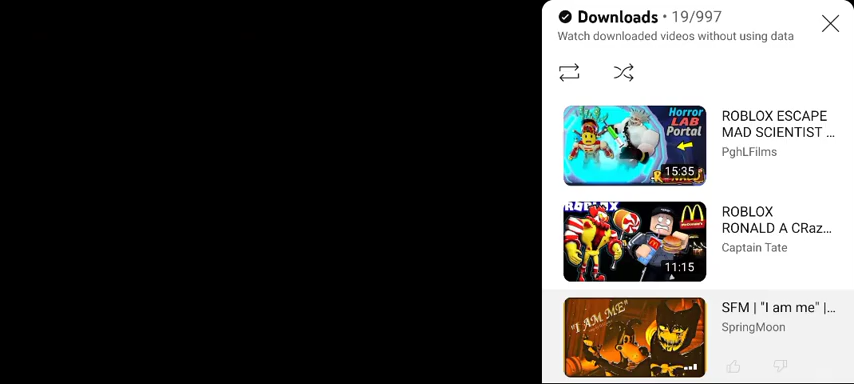 Downloads • 19/997
Watch downloaded videos without using data
Horror
LAB
Portal
15:35
ROBLOX ESCAPE
MAD SCIENTIST ...
PghLFilms
ROBLOX
McDonald's
11:15
ROBLOX
RONALD A CRaz...
Captain Tate
"I AM ME"
SFM | "I am me" |...
SpringMoon